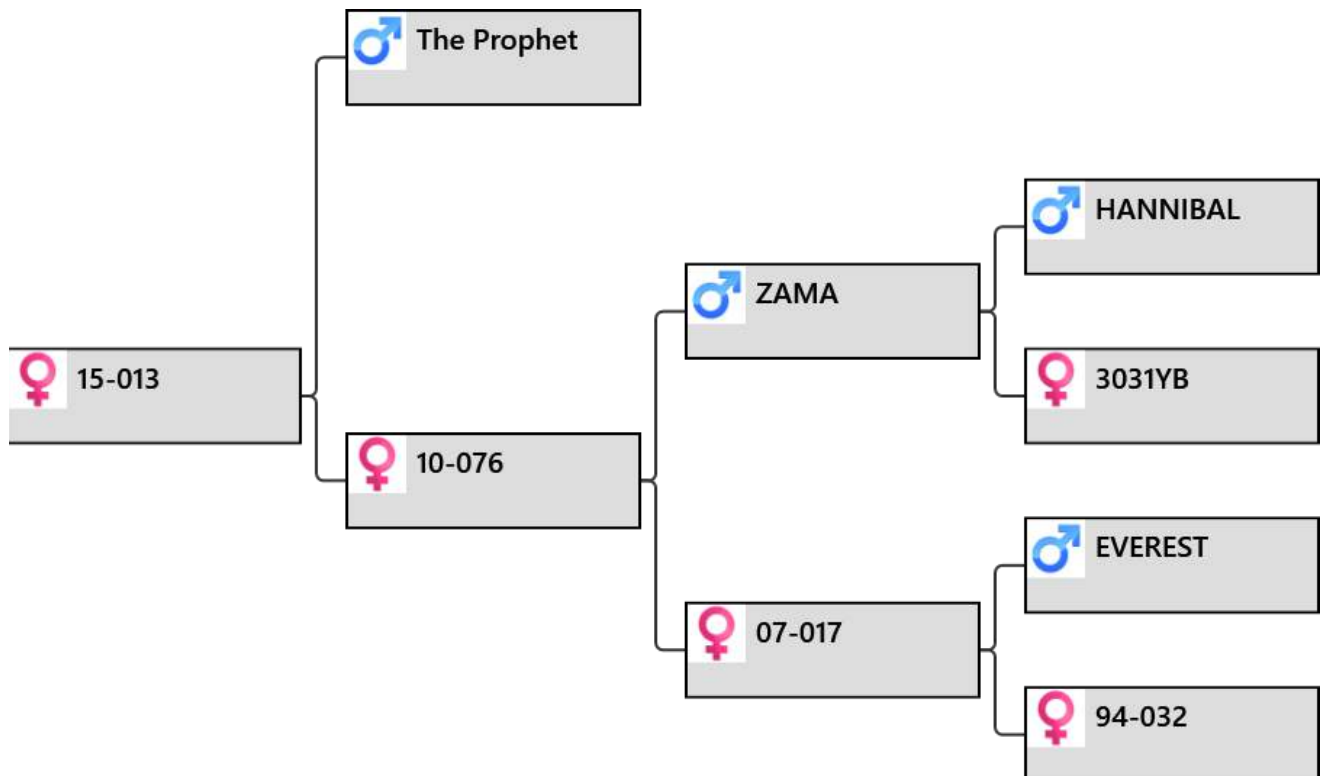 The Prophet
HANNIBAL
ZAMA
15-013
3031YB
10-076
EVEREST
07-017
94-032